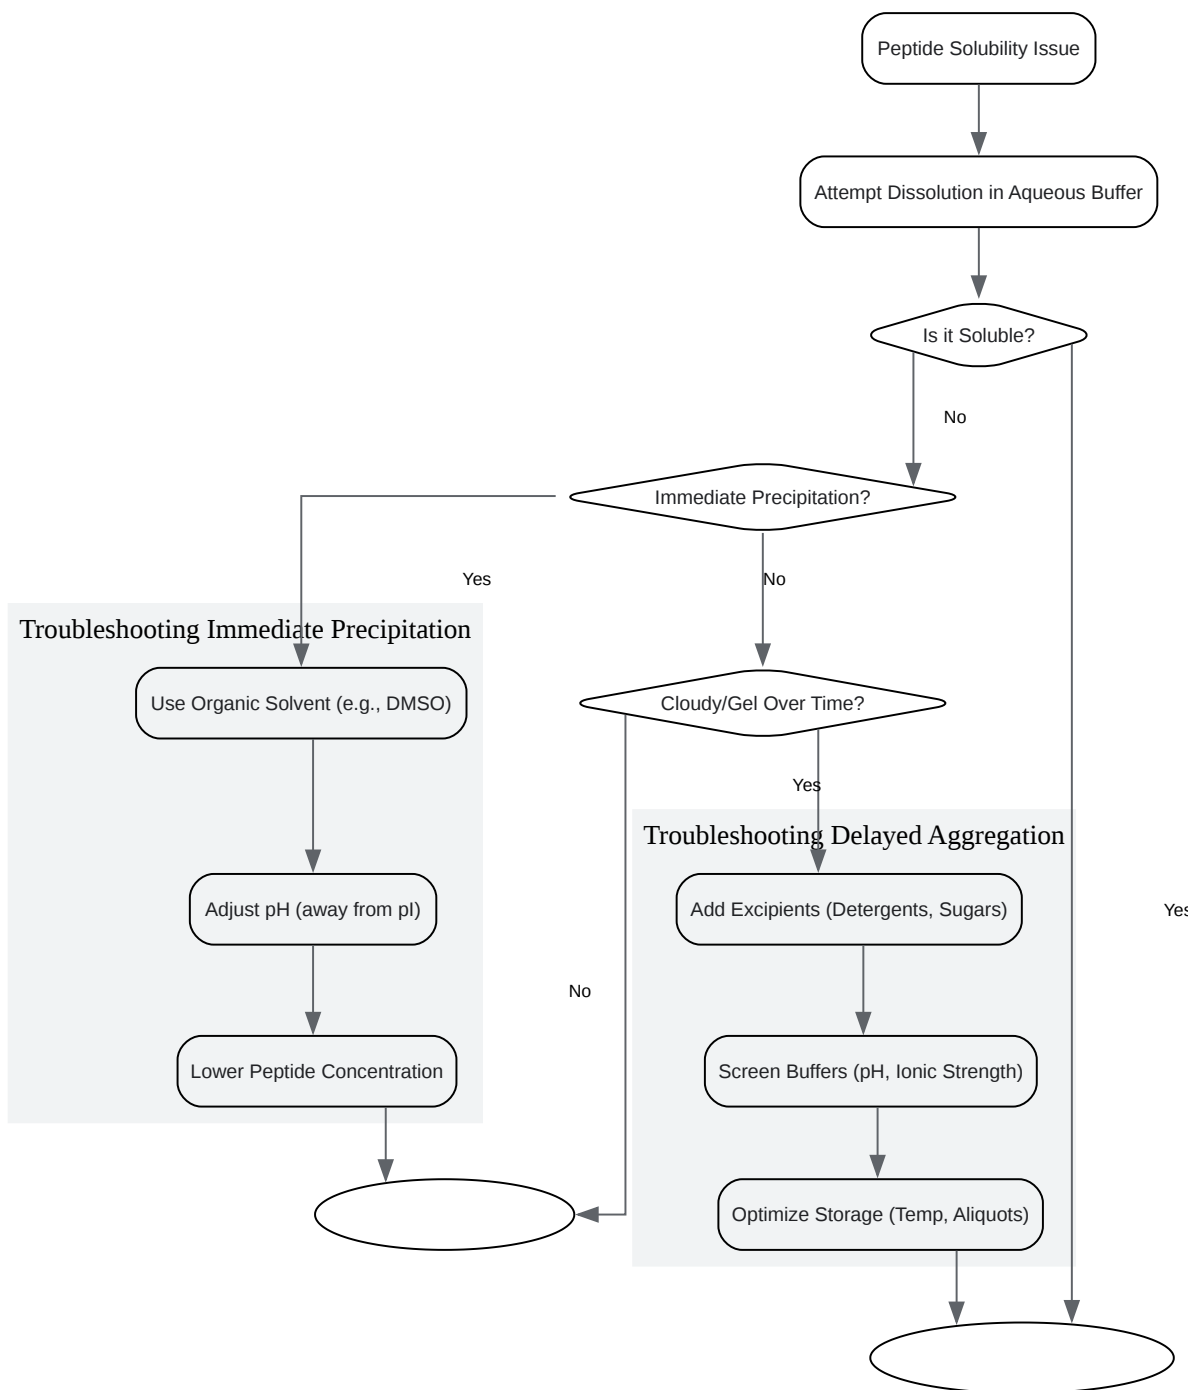 Peptide Solubility Issue
Attempt Dissolution in Aqueous Buffer
Is it Soluble?
No
Immediate Precipitation?
Yes
No
Troubleshooting Immediate Precipitation
Use Organic Solvent (e.g., DMSO)
Cloudy/Gel Over Time?
Yes
Troubleshooting Delayed Aggregation
Adjust pH (away from pI)
Add Excipients (Detergents, Sugars)
Yes
No
Lower Peptide Concentration
Screen Buffers (pH, Ionic Strength)
Optimize Storage (Temp, Aliquots)